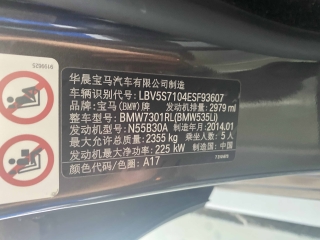 华晨宝马汽车有限公司制造
车辆识别代号: LBV5S7104ESF93607
品牌: 宝马(BMW)牌 发动机排量: 2979 ml
整车型号: BMW7301RL(BMW535Li)
发动机型号: N55B30A 制造年月: 2014.01
最大允许总质量: 2355 kg 乘坐人数: 5 人
发动机最大净功率: 225 kW 制造国: 中国
颜色代码/色圈: A17